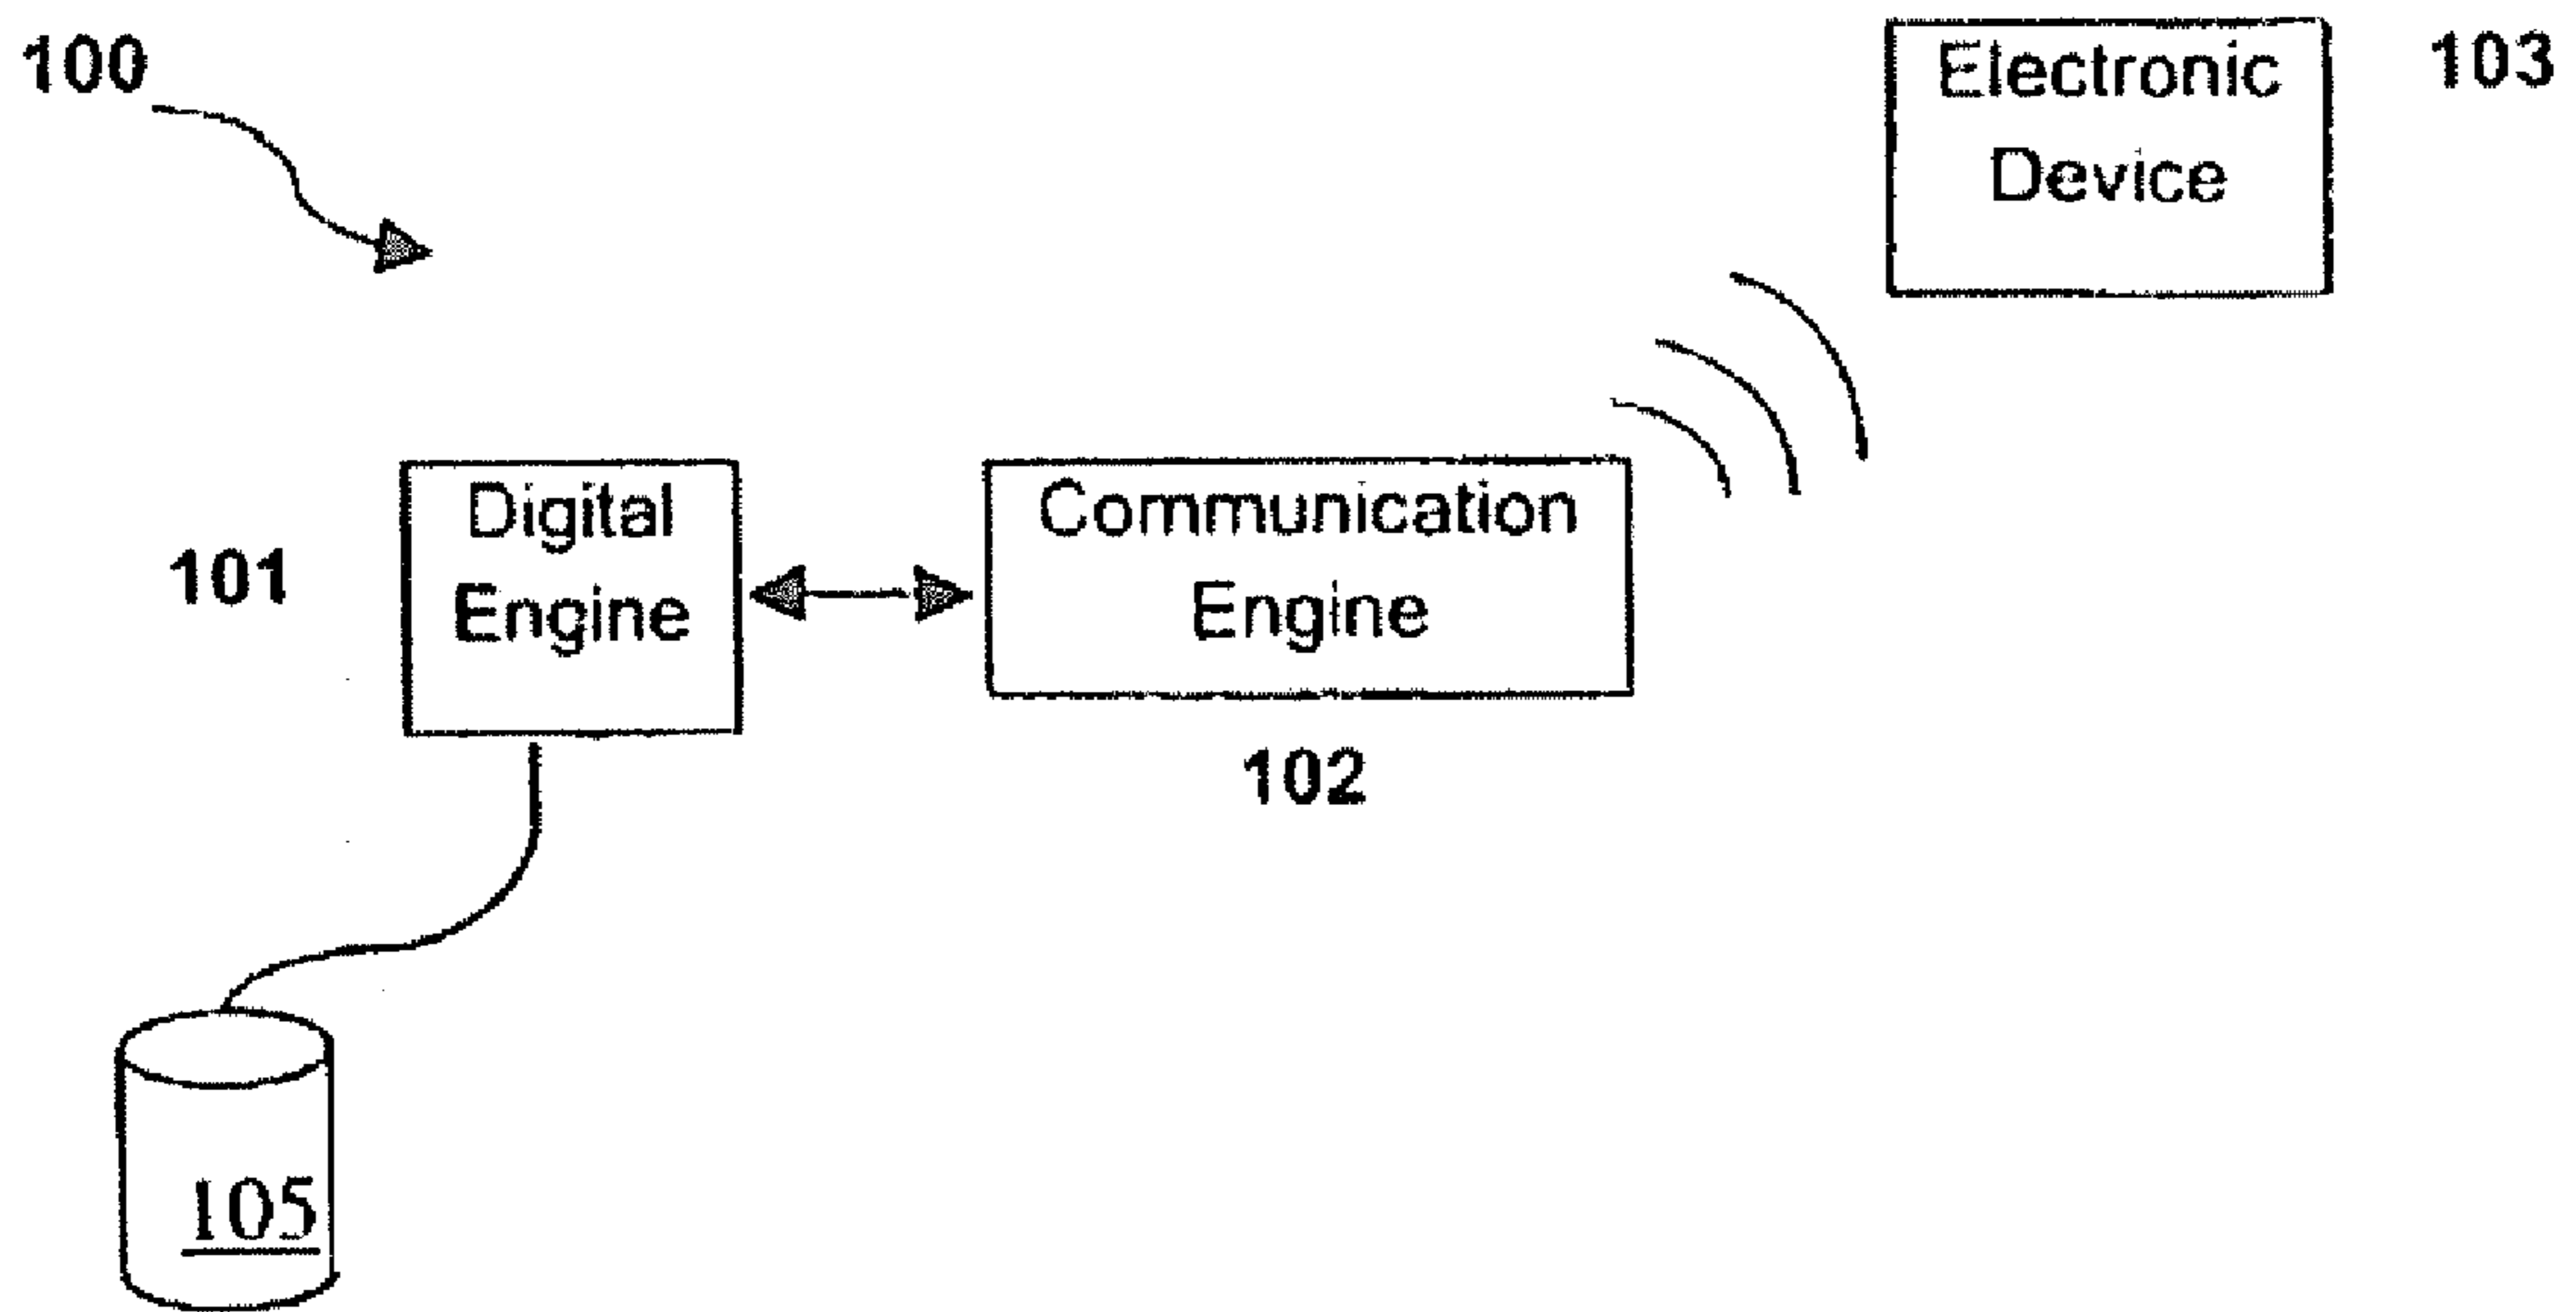 100
Electronic
Device
103
101
Digital
Engine
Communication
Engine
102
105